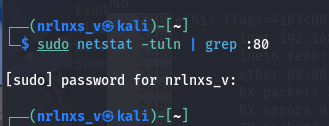 ┌──(nrlnxs_v㉿kali)-[~]
└─$ sudo netstat -tuln | grep :80
[sudo] password for nrlnxs_v:
┌──(nrlnxs_v㉿kali)-[~]